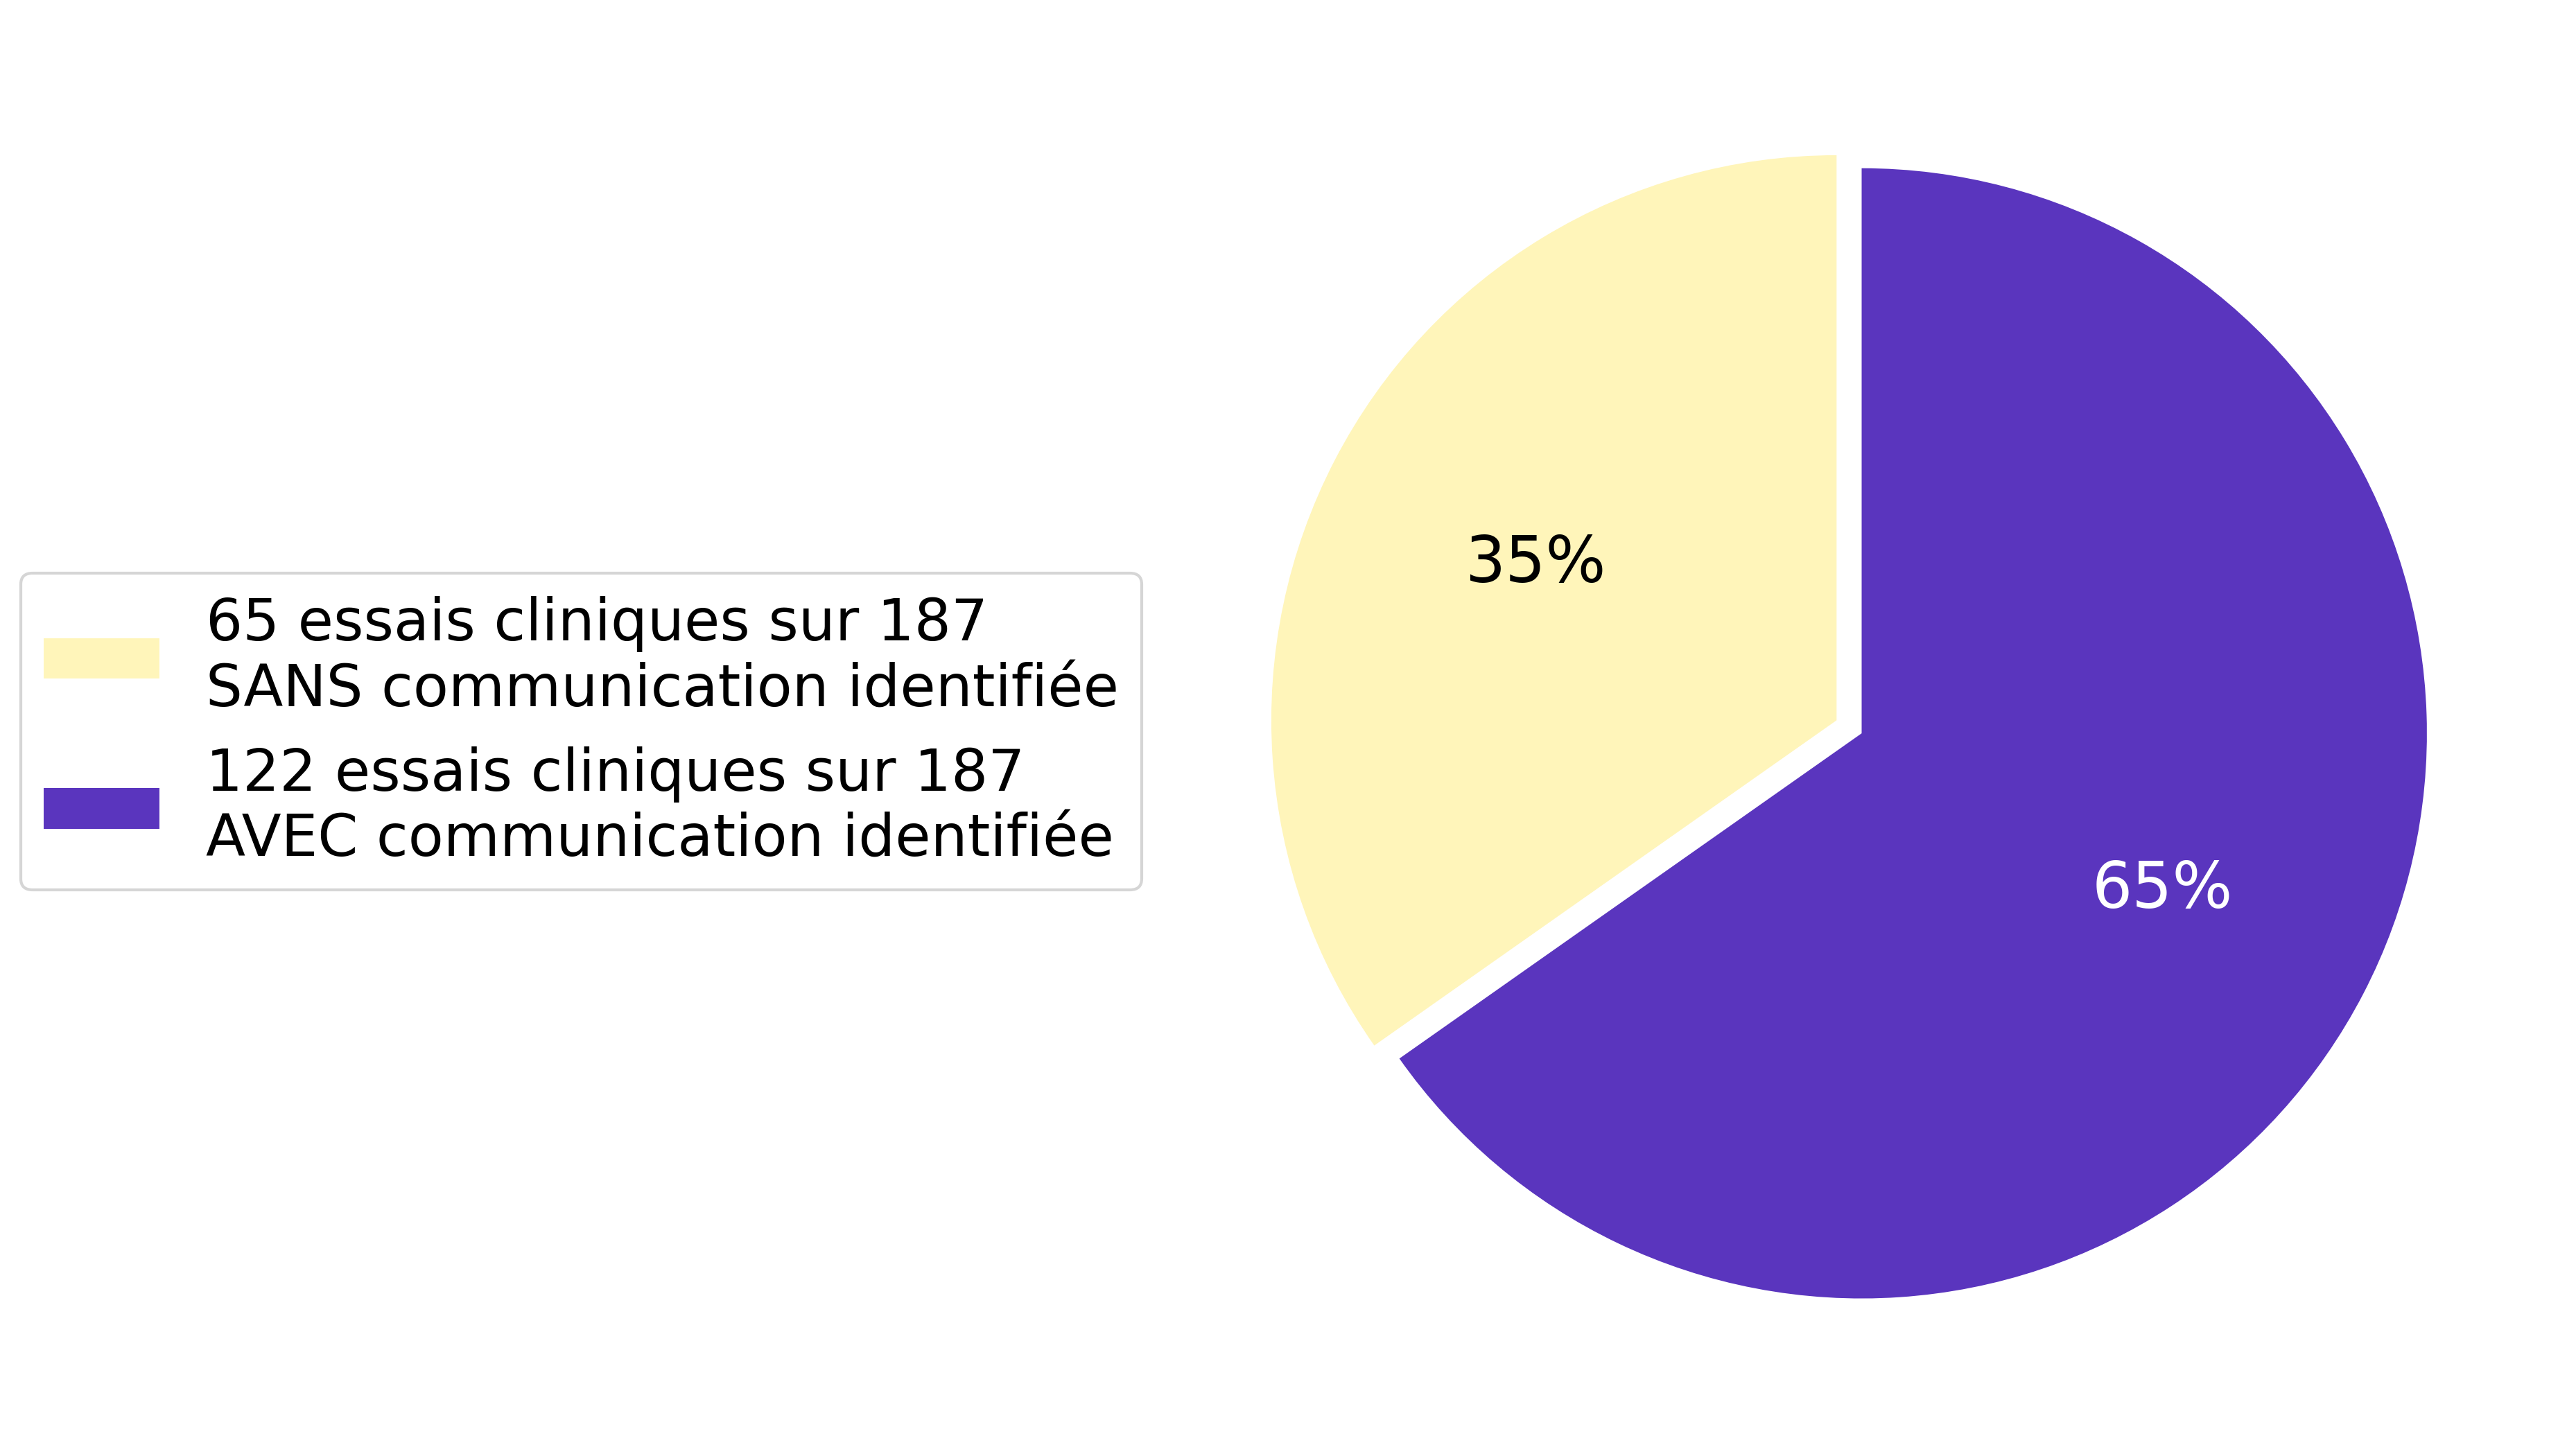 65 essais cliniques sur 187
SANS communication identifiée
122 essais cliniques sur 187
AVEC communication identifiée
35%
65%